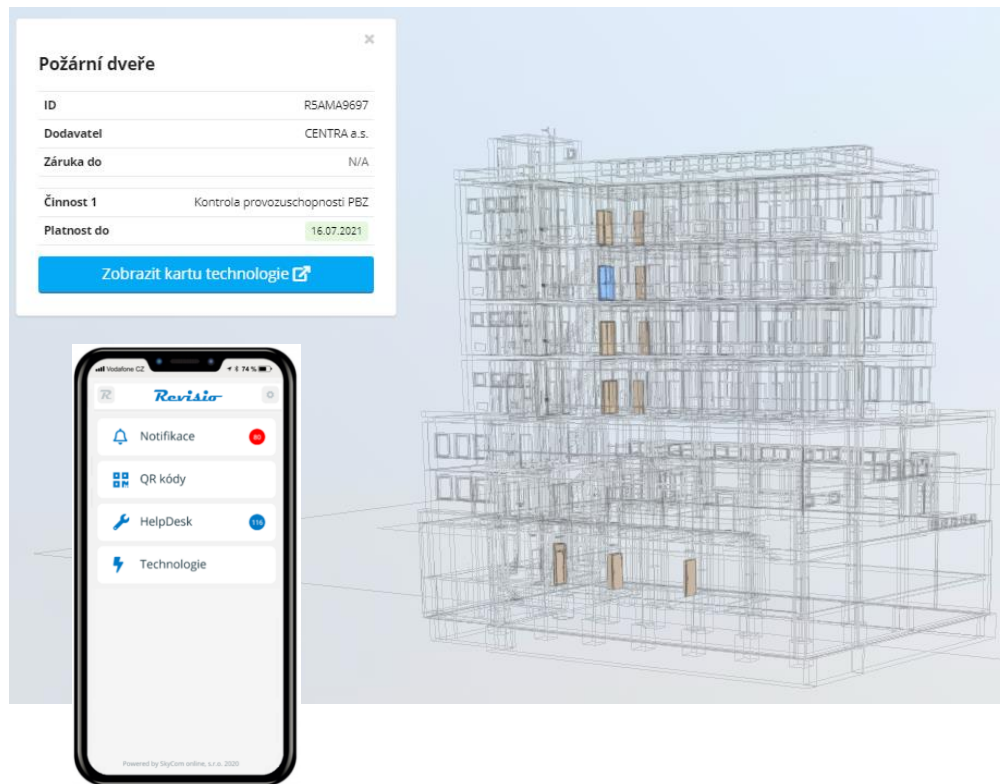 Požární dveře
ID R5AMA9697
Dodavatel CENTRA a.s.
Záruka do N/A
Činnost 1 Kontrola provozuschopnosti PBZ
Platnost do 16.07.2021
Zobrazit kartu technologie
Vodafone CZ 74 %
R Revisio
Notifikace 80
QR kódy
HelpDesk 116
Technologie
Powered by SkyCom online, s.r.o. 2020